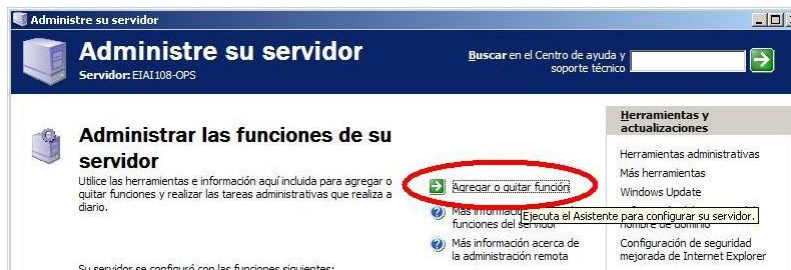 Administre su servidor
Administre su servidor
Servidor: EIAI108-OPS
Buscar en el Centro de ayuda y
soporte técnico
Administrar las funciones de su
servidor
Utilice las herramientas e información aquí incluida para agregar o
quitar funciones y realizar las tareas administrativas que realiza a
diario.
Su servidor se configuró con las funciones siguientes:
Agregar o quitar función
Más
funciones del servidor
Ejecuta el Asistente para configurar su servidor.
Más información acerca de
la administración remota
Herramientas y
actualizaciones
Herramientas administrativas
Más herramientas
Windows Update
nombre de dominio
Configuración de seguridad
mejorada de Internet Explorer